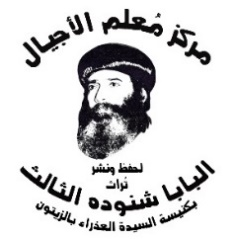 مركز مُعلم الأجيال
لحفظ ونشر
تراث
البابا شنوده الثالث
بكنيسة السيدة العذراء بالزيتون